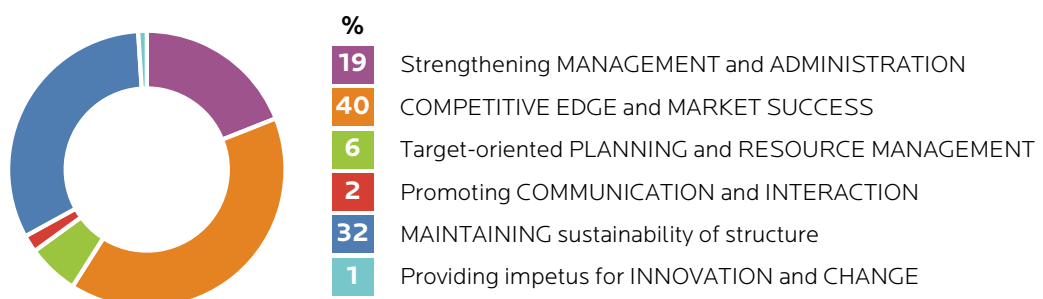 %
19 Strengthening MANAGEMENT and ADMINISTRATION
40 COMPETITIVE EDGE and MARKET SUCCESS
6 Target-oriented PLANNING and RESOURCE MANAGEMENT
2 Promoting COMMUNICATION and INTERACTION
32 MAINTAINING sustainability of structure
1 Providing impetus for INNOVATION and CHANGE